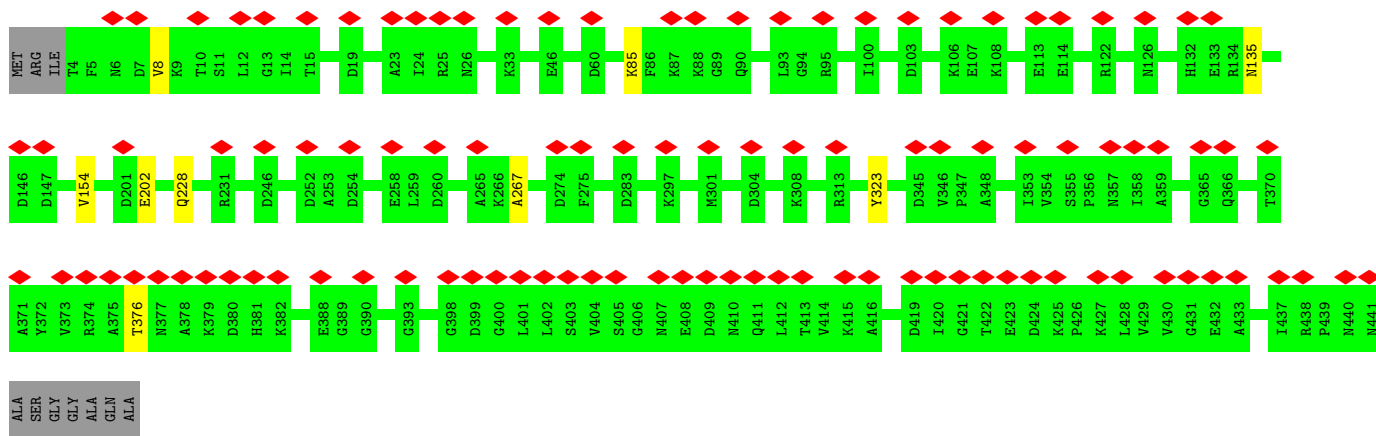 MET ARG ILE T4 F5 N6 D7 V8 K9 T10 S11 L12 G13 I14 T15 D19 A23 I24 R25 N26 K33 E46 D60 K85 F86 K87 K88 G89 Q90 L93 G94 R95 I100 D103 K106 E107 K108 E113 E114 R122 N126 H132 E133 R134 N135
D146 D147 V154 D201 E202 Q228 R231 D246 D252 A253 D254 E258 L259 D260 A265 K266 A267 D274 F275 D283 K297 M301 D304 K308 R313 Y323 D345 V346 P347 A348 I353 V354 S355 P356 N357 I358 A359 G365 Q366 T370
A371 Y372 V373 R374 A375 T376 N377 A378 K379 D380 H381 K382 E388 G389 G390 G393 G398 D399 G400 L401 L402 S403 V404 S405 G406 N407 E408 D409 N410 Q411 L412 T413 V414 K415 A416 D419 I420 G421 T422 E423 D424 K425 P426 K427 L428 V429 V430 G431 E432 A433 I437 R438 P439 N440 N441
ALA SER GLY GLY ALA GLN ALA